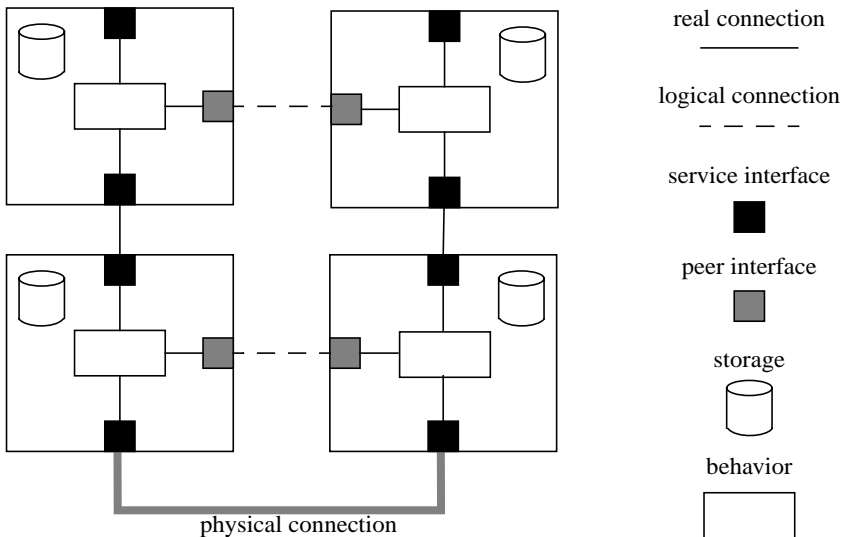 real connection
logical connection
service interface
peer interface
storage
behavior
physical connection